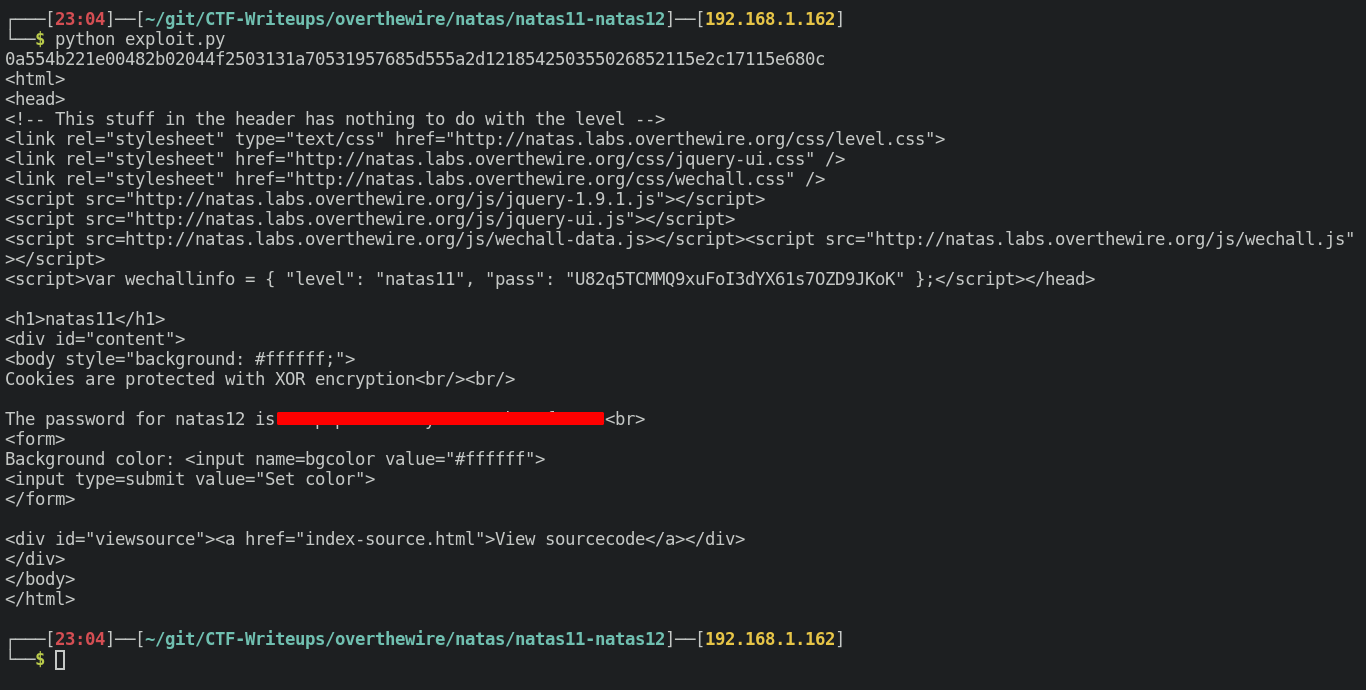 ┌───[23:04]──[~/git/CTF-Writeups/overthewire/natas/natas11-natas12]──[192.168.1.162]
└──$ python exploit.py
0a554b221e00482b02044f2503131a70531957685d555a2d121854250355026852115e2c17115e680c
<html>
<head>
<!-- This stuff in the header has nothing to do with the level -->
<link rel="stylesheet" type="text/css" href="http://natas.labs.overthewire.org/css/level.css">
<link rel="stylesheet" href="http://natas.labs.overthewire.org/css/jquery-ui.css" />
<link rel="stylesheet" href="http://natas.labs.overthewire.org/css/wechall.css" />
<script src="http://natas.labs.overthewire.org/js/jquery-1.9.1.js"></script>
<script src="http://natas.labs.overthewire.org/js/jquery-ui.js"></script>
<script src=http://natas.labs.overthewire.org/js/wechall-data.js></script><script src="http://natas.labs.overthewire.org/js/wechall.js"
></script>
<script>var wechallinfo = { "level": "natas11", "pass": "U82q5TCMMQ9xuFoI3dYX61s7OZD9JKoK" };</script></head>
<h1>natas11</h1>
<div id="content">
<body style="background: #ffffff;">
Cookies are protected with XOR encryption<br/><br/>
The password for natas12 is <br>
<form>
Background color: <input name=bgcolor value="#ffffff">
<input type=submit value="Set color">
</form>
<div id="viewsource"><a href="index-source.html">View sourcecode</a></div>
</div>
</body>
</html>
┌───[23:04]──[~/git/CTF-Writeups/overthewire/natas/natas11-natas12]──[192.168.1.162]
└──$